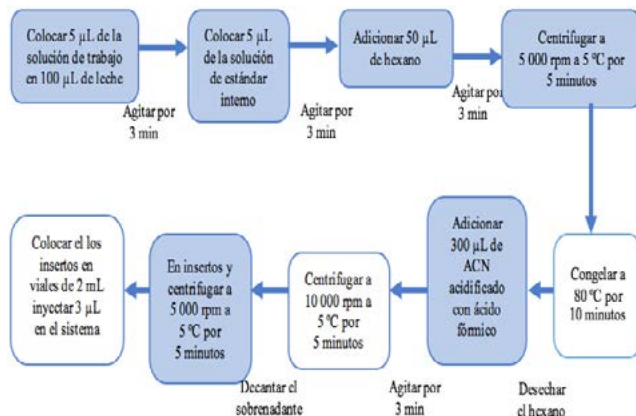 Colocar 5 µL de la
solución de trabajo
en 100 µL de leche
Agitar por
3 min
Colocar 5 µL
de la solución
de estándar
interno
Agitar por
3 min
Adicionar 50 µL
de hexano
Agitar por
3 min
Centrifugar a
5 000 rpm a 5 ºC por
5 minutos
Congelar a
80 ºC por
10 minutos
Desechar
el hexano
Adicionar
300 µL de
ACN
acidificado
con ácido
fórmico
Agitar por
3 min
Centrifugar a
10 000 rpm a
5 ºC por
5 minutos
Decantar el
sobrenadante
En insertos y
centrifugar a
5 000 rpm a
5 ºC por
5 minutos
Colocar el los
insertos en
viales de 2 mL
inyectar 3 µL
en el sistema